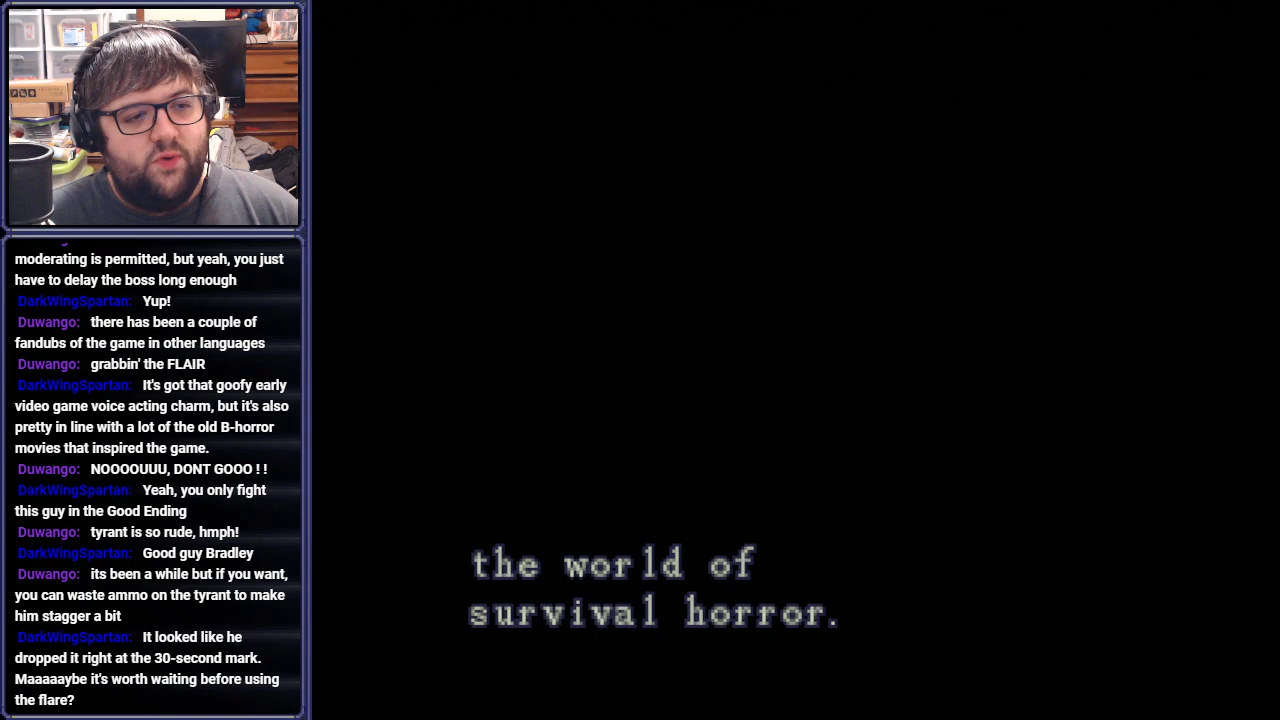 moderating is permitted, but yeah, you just
have to delay the boss long enough
DarkWingSpartan: Yup!
Duwango: there has been a couple of
fandubs of the game in other languages
Duwango: grabbin' the FLAIR
DarkWingSpartan: It's got that goofy early
video game voice acting charm, but it's also
pretty in line with a lot of the old B-horror
movies that inspired the game.
Duwango: NOOOOUUU, DONT GOOO ! !
DarkWingSpartan: Yeah, you only fight
this guy in the Good Ending
Duwango: tyrant is so rude, hmph!
DarkWingSpartan: Good guy Bradley
Duwango: its been a while but if you want,
you can waste ammo on the tyrant to make
him stagger a bit
DarkWingSpartan: It looked like he
dropped it right at the 30-second mark.
Maaaaaybe it's worth waiting before using
the flare?
the world of
survival horror.